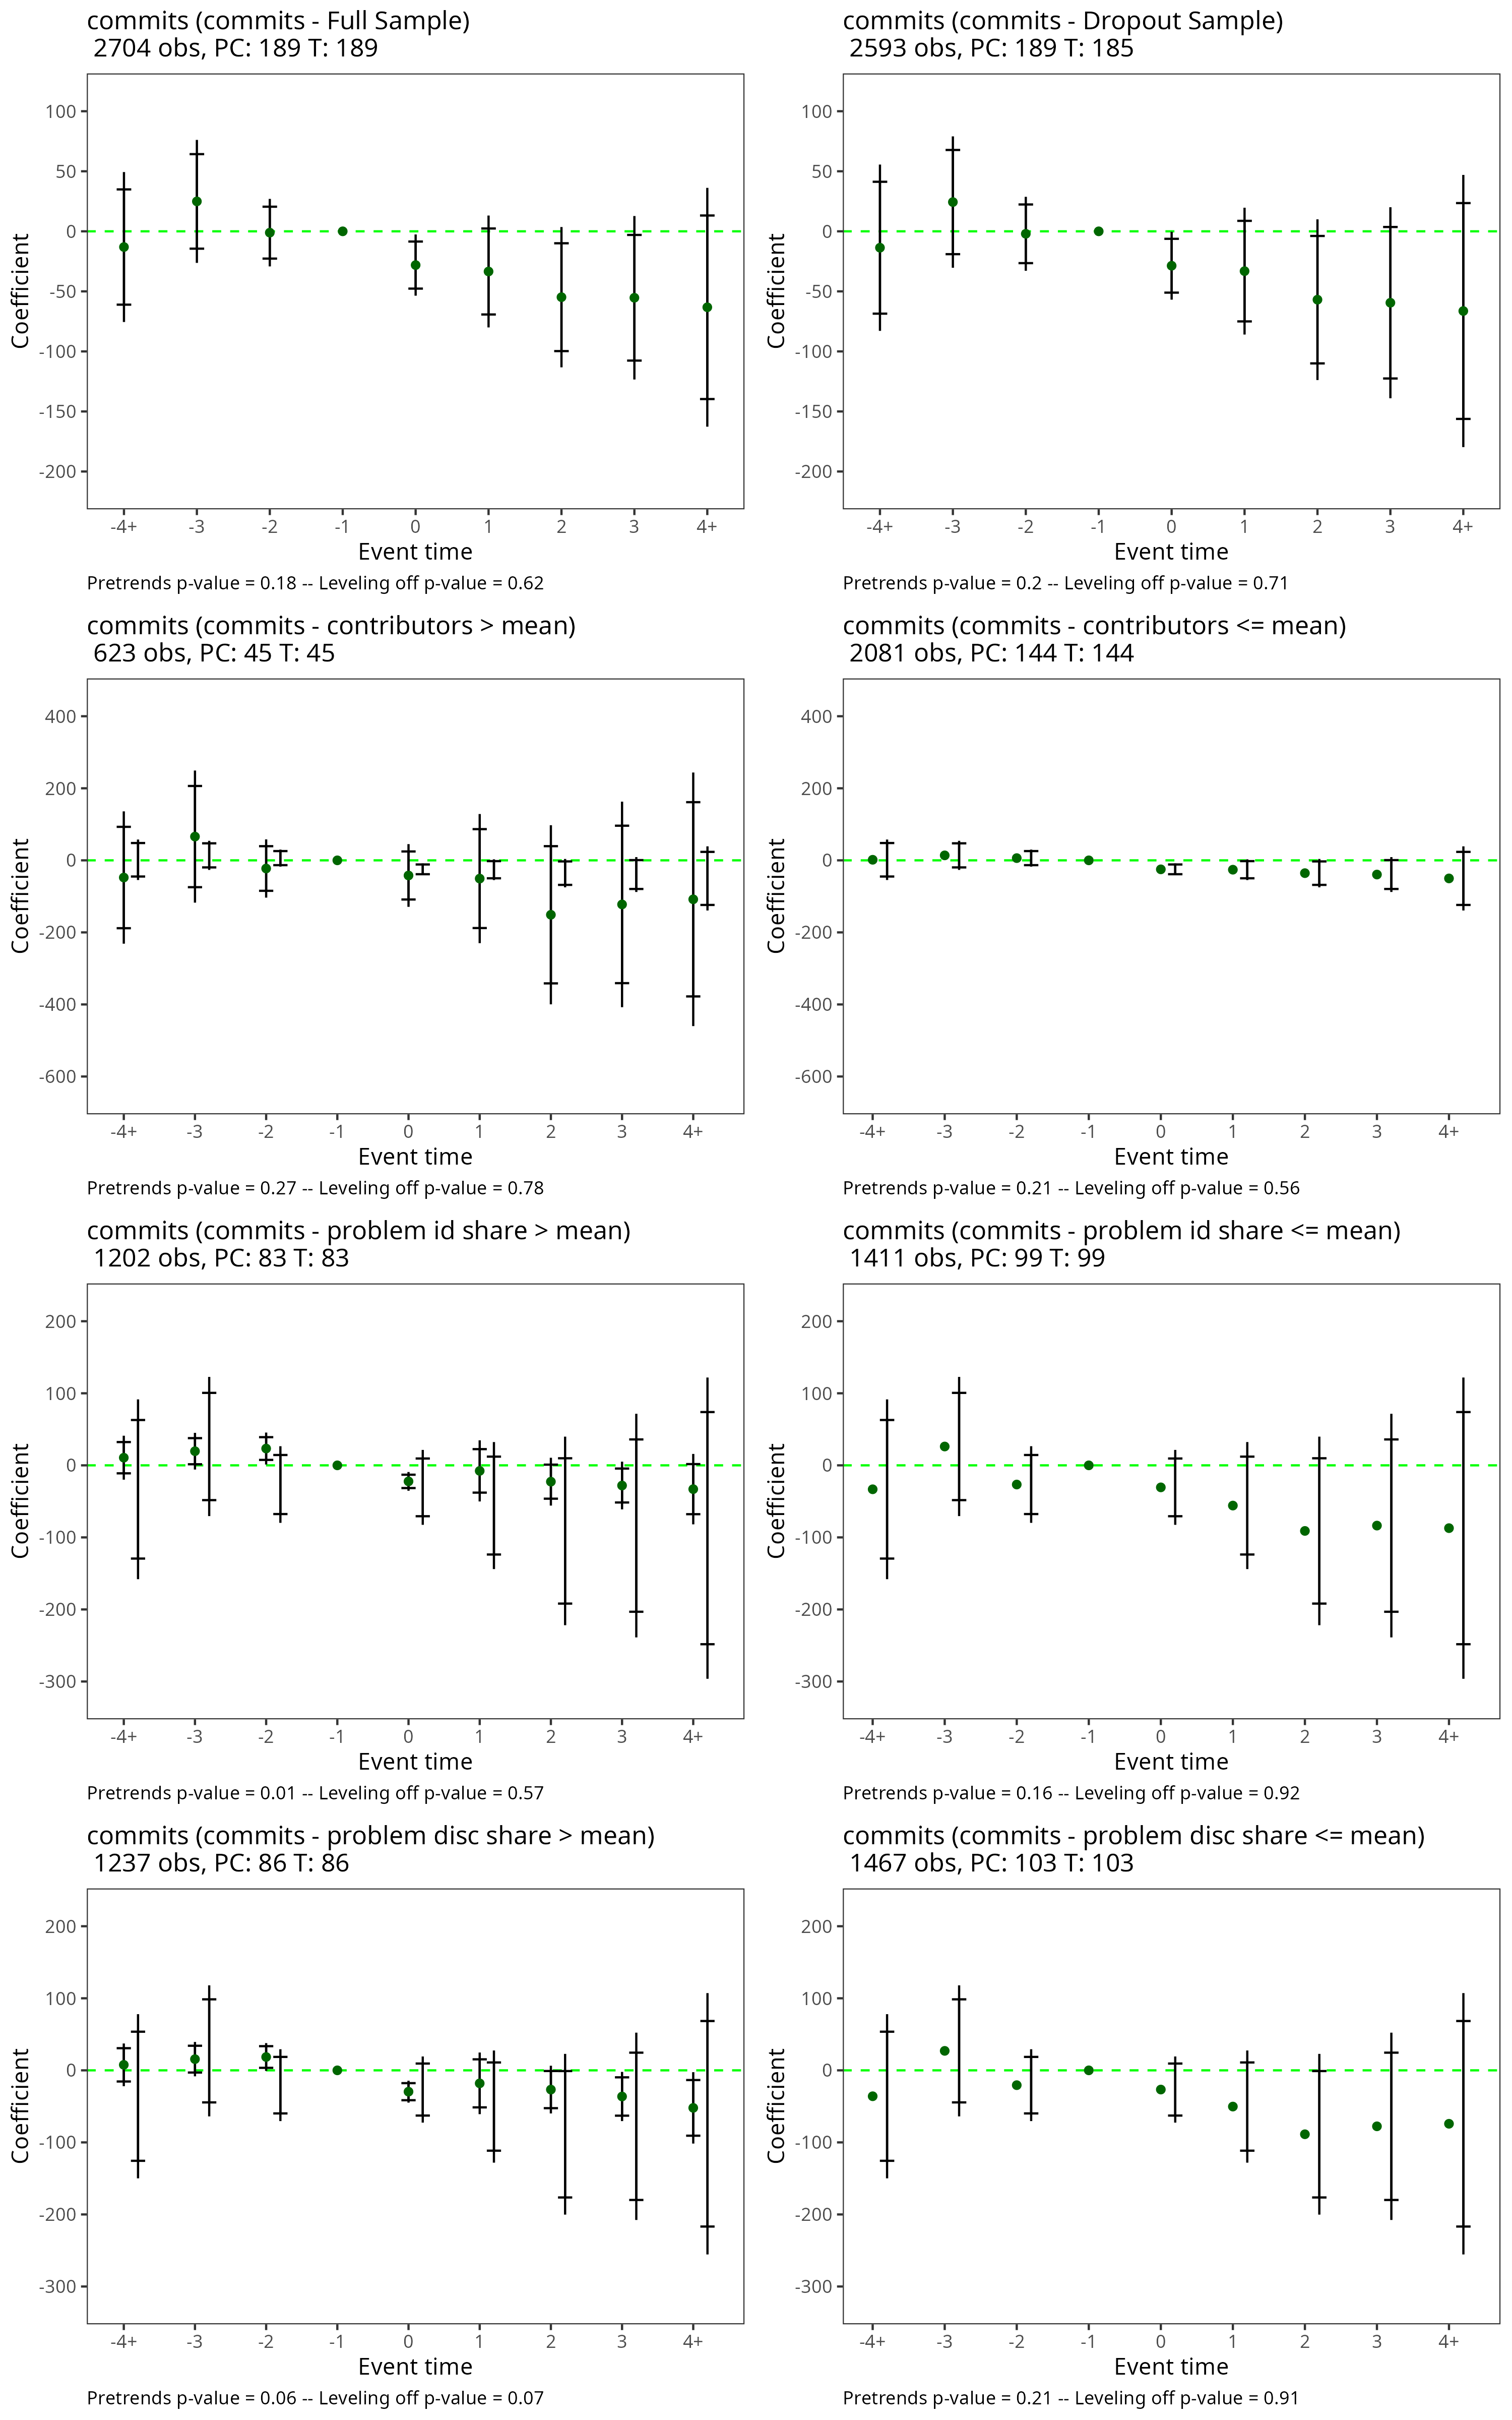 commits (commits - Full Sample)
2704 obs, PC: 189 T: 189
100
50
0
-50
-100
-150
-200
Coefficient
-4+ -3 -2 -1 0 1 2 3 4+
Event time
Pretrends p-value = 0.18 -- Leveling off p-value = 0.62
commits (commits - Dropout Sample)
2593 obs, PC: 189 T: 185
100
50
0
-50
-100
-150
-200
Coefficient
-4+ -3 -2 -1 0 1 2 3 4+
Event time
Pretrends p-value = 0.2 -- Leveling off p-value = 0.71
commits (commits - contributors > mean)
623 obs, PC: 45 T: 45
400
200
0
-200
-400
-600
Coefficient
-4+ -3 -2 -1 0 1 2 3 4+
Event time
Pretrends p-value = 0.27 -- Leveling off p-value = 0.78
commits (commits - contributors <= mean)
2081 obs, PC: 144 T: 144
400
200
0
-200
-400
-600
Coefficient
-4+ -3 -2 -1 0 1 2 3 4+
Event time
Pretrends p-value = 0.21 -- Leveling off p-value = 0.56
commits (commits - problem id share > mean)
1202 obs, PC: 83 T: 83
200
100
0
-100
-200
-300
Coefficient
-4+ -3 -2 -1 0 1 2 3 4+
Event time
Pretrends p-value = 0.01 -- Leveling off p-value = 0.57
commits (commits - problem id share <= mean)
1411 obs, PC: 99 T: 99
200
100
0
-100
-200
-300
Coefficient
-4+ -3 -2 -1 0 1 2 3 4+
Event time
Pretrends p-value = 0.16 -- Leveling off p-value = 0.92
commits (commits - problem disc share > mean)
1237 obs, PC: 86 T: 86
200
100
0
-100
-200
-300
Coefficient
-4+ -3 -2 -1 0 1 2 3 4+
Event time
Pretrends p-value = 0.06 -- Leveling off p-value = 0.07
commits (commits - problem disc share <= mean)
1467 obs, PC: 103 T: 103
200
100
0
-100
-200
-300
Coefficient
-4+ -3 -2 -1 0 1 2 3 4+
Event time
Pretrends p-value = 0.21 -- Leveling off p-value = 0.91